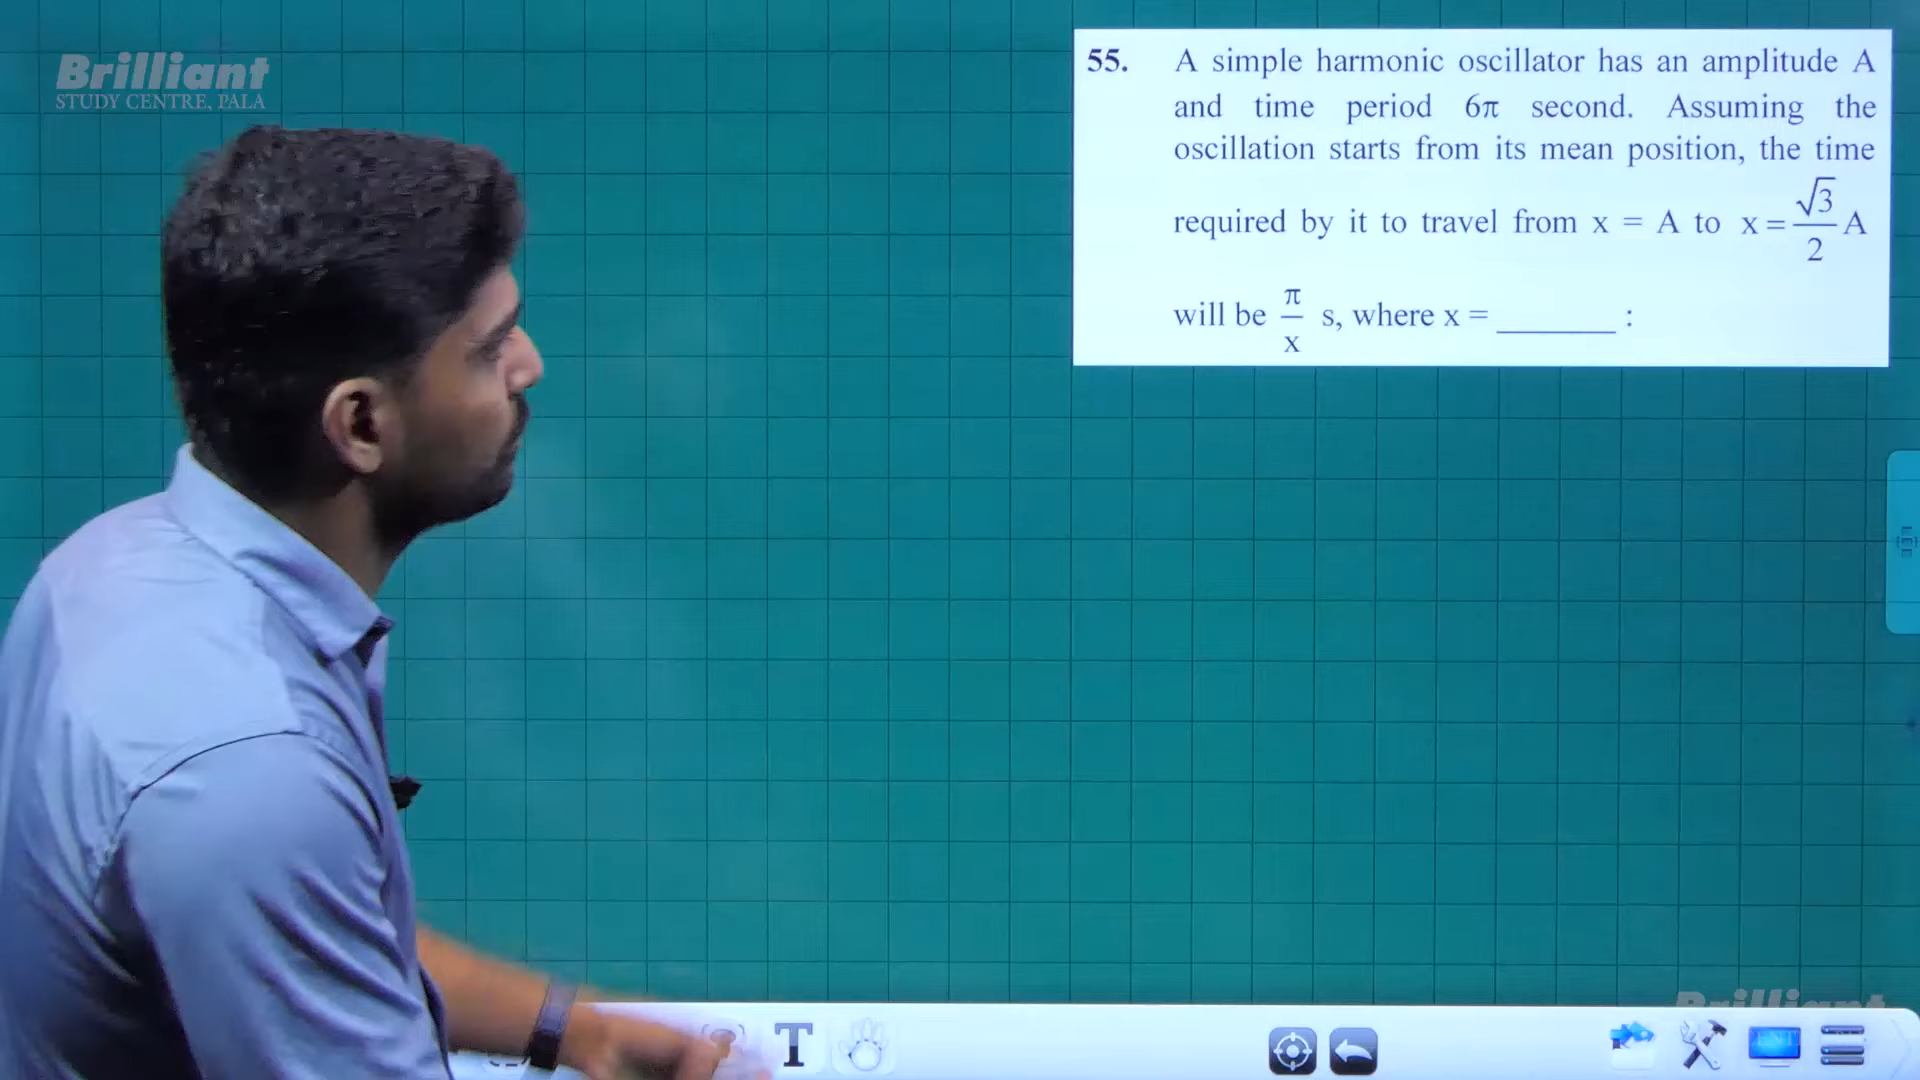 Brilliant
STUDY CENTRE, PALA
55. A simple harmonic oscillator has an amplitude A
and time period 6π second. Assuming the
oscillation starts from its mean position, the time
required by it to travel from x = A to x = √3/2 A
will be π/x s, where x = ________ :
Brilliant
T